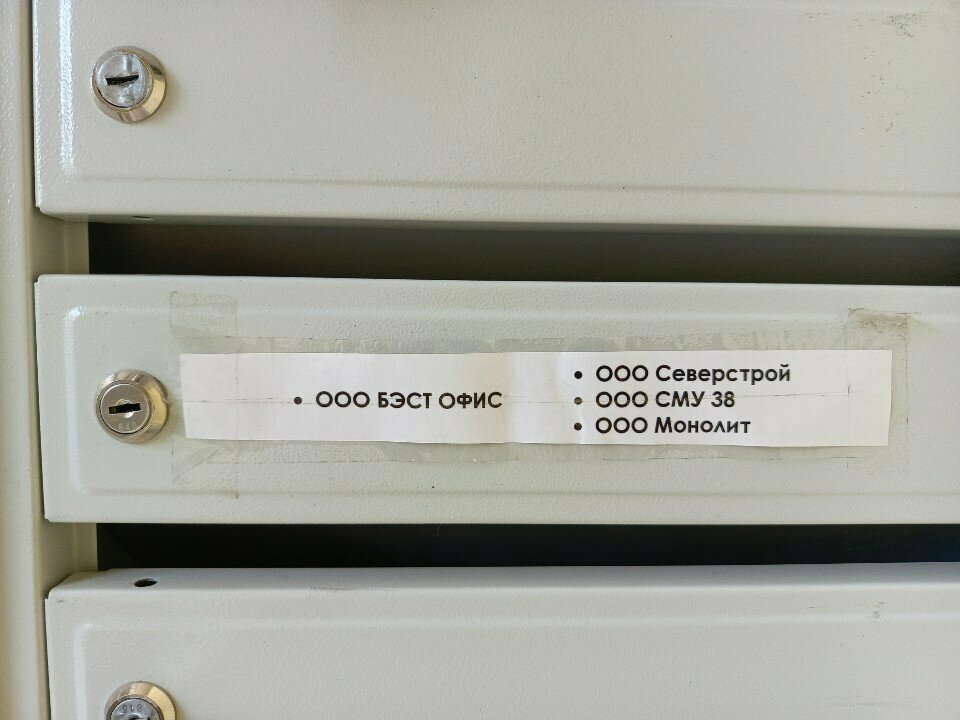 • ООО БЭСТ ОФИС
• ООО Северстрой
• ООО СМУ 38
• ООО Монолит